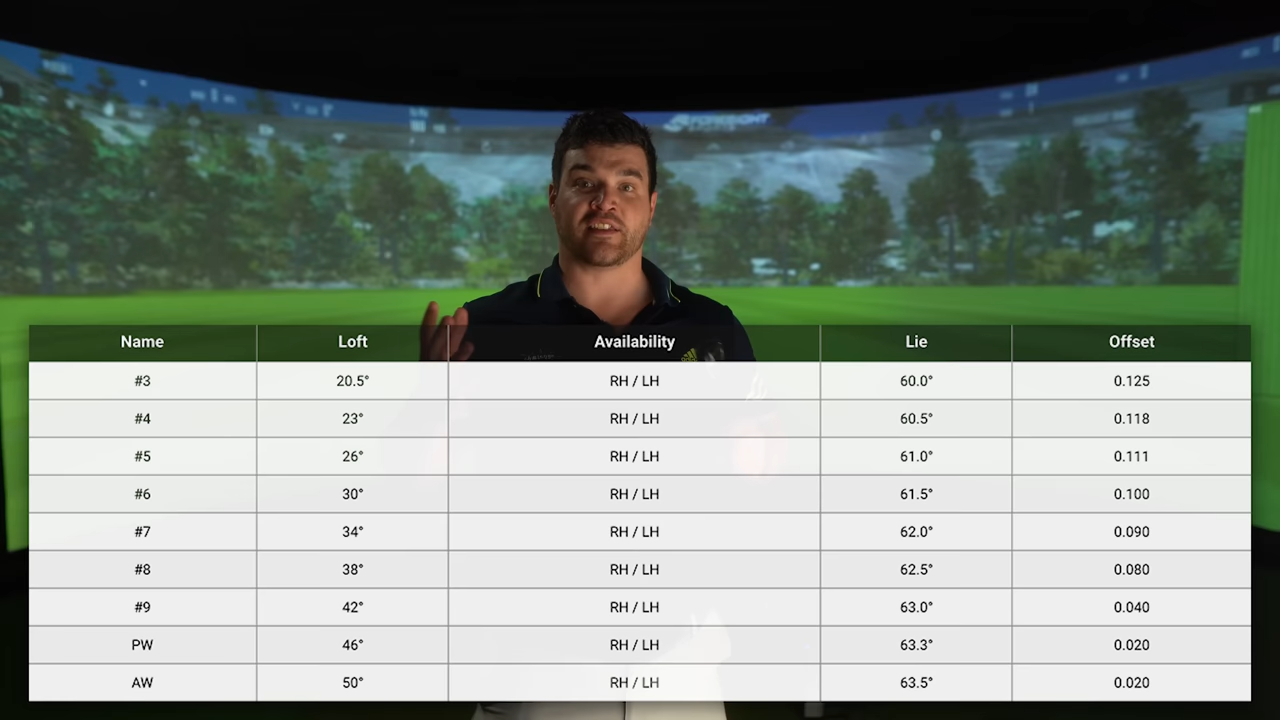 FORESIGHT
Name Loft Availability Lie Offset
#3 20.5° RH / LH 60.0° 0.125
#4 23° RH / LH 60.5° 0.118
#5 26° RH / LH 61.0° 0.111
#6 30° RH / LH 61.5° 0.100
#7 34° RH / LH 62.0° 0.090
#8 38° RH / LH 62.5° 0.080
#9 42° RH / LH 63.0° 0.040
PW 46° RH / LH 63.3° 0.020
AW 50° RH / LH 63.5° 0.020